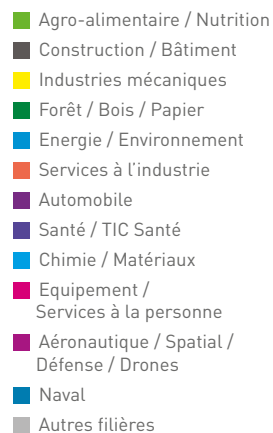 Agro-alimentaire / Nutrition
Construction / Bâtiment
Industries mécaniques
Forêt / Bois / Papier
Energie / Environnement
Services à l'industrie
Automobile
Santé / TIC Santé
Chimie / Matériaux
Equipement /
Services à la personne
Aéronautique / Spatial /
Défense / Drones
Naval
Autres filières